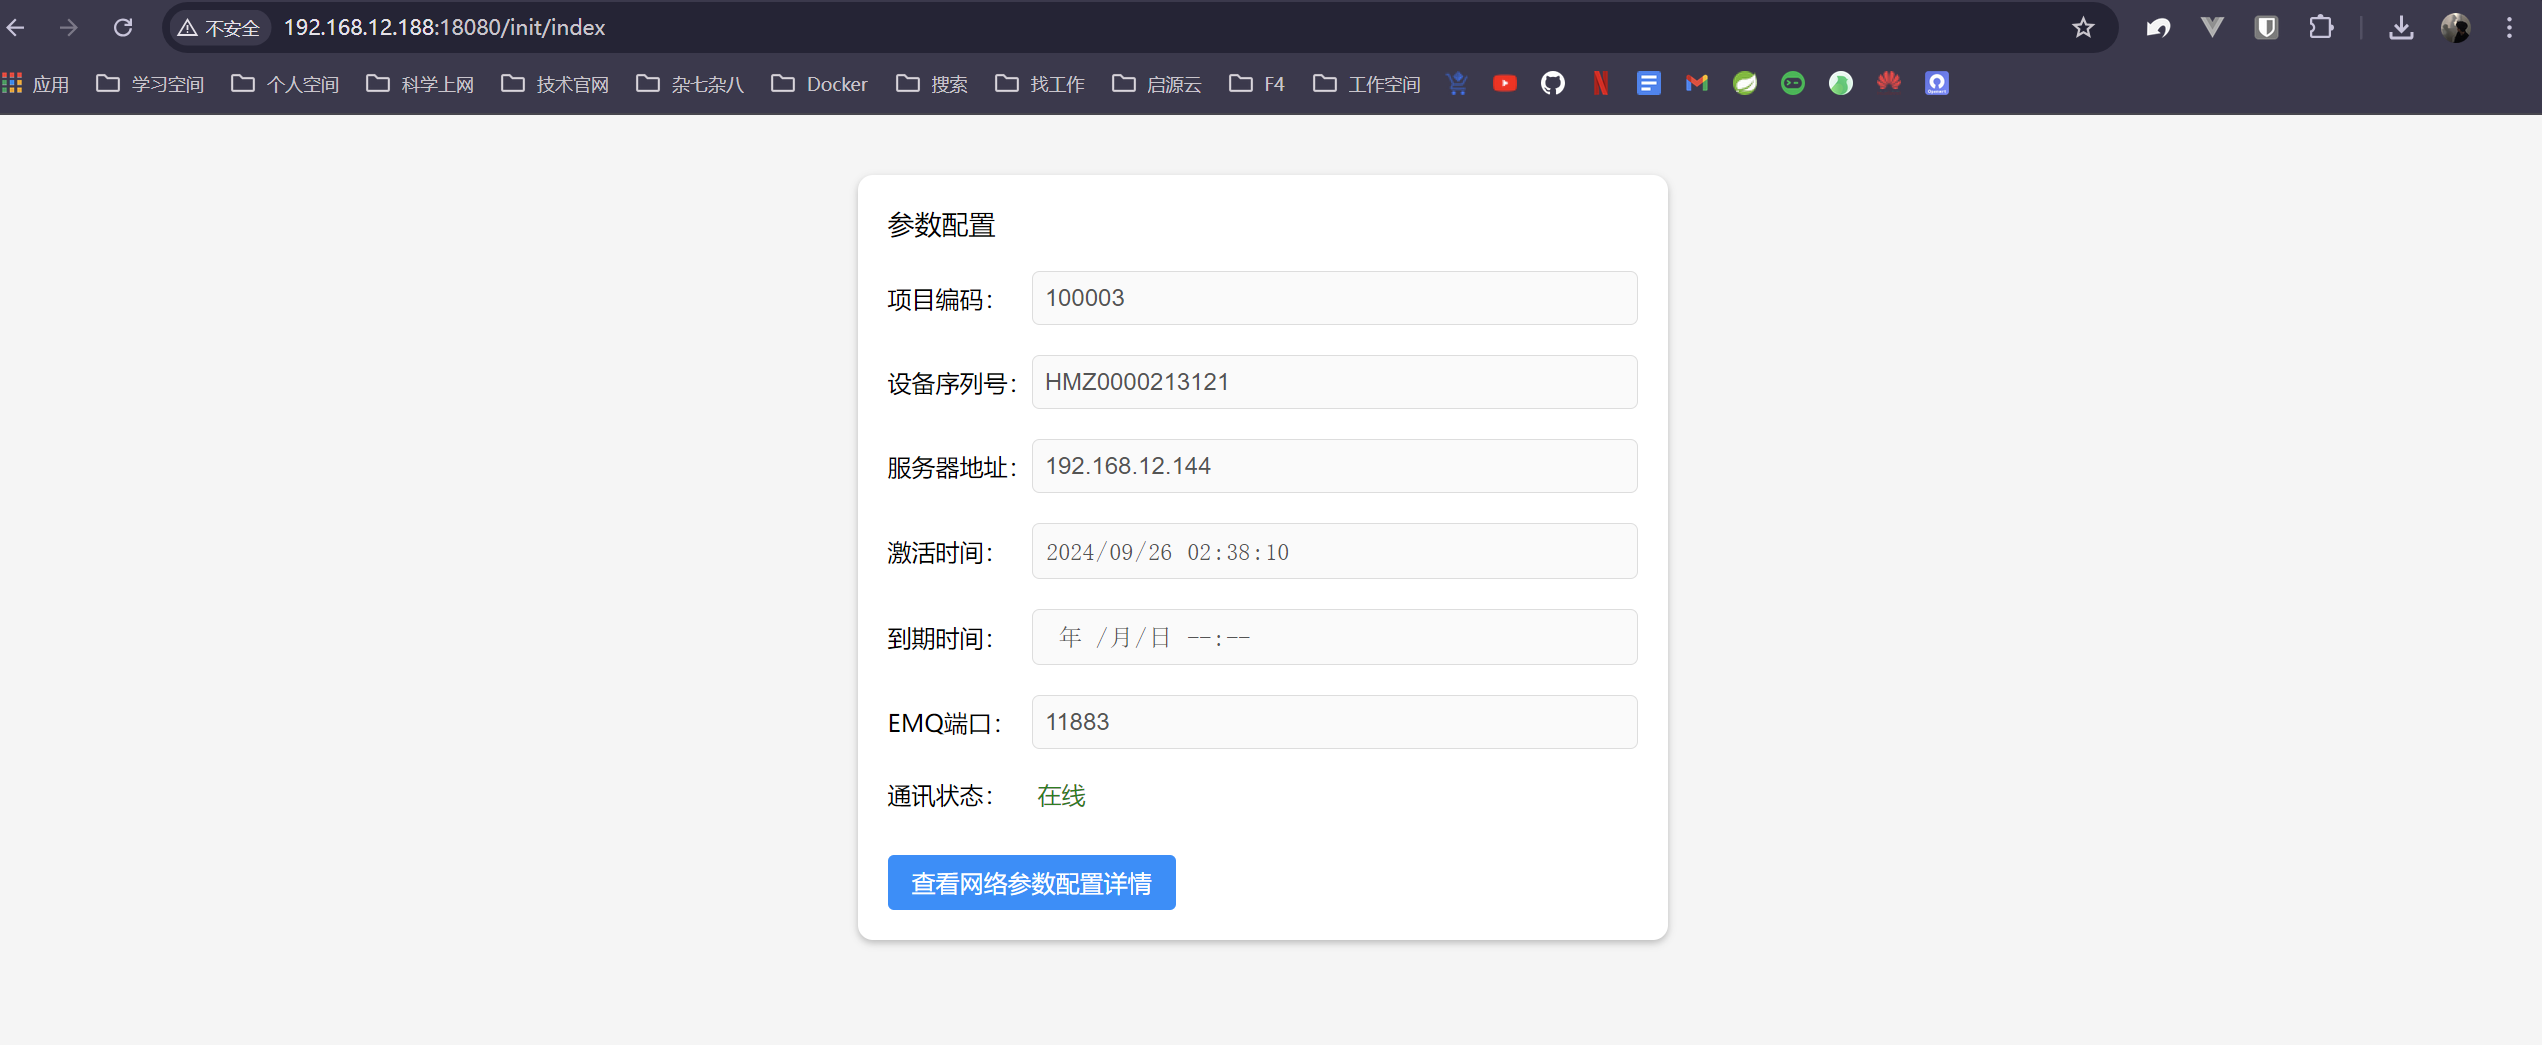 不安全 192.168.12.188:18080/init/index
应用 学习空间 个人空间 科学上网 技术官网 杂七杂八 Docker 搜索 找工作 启源云 F4 工作空间
参数配置
项目编码： 100003
设备序列号： HMZ0000213121
服务器地址： 192.168.12.144
激活时间： 2024/09/26 02:38:10
到期时间： 年 /月/日 --:--
EMQ端口： 11883
通讯状态： 在线
查看网络参数配置详情